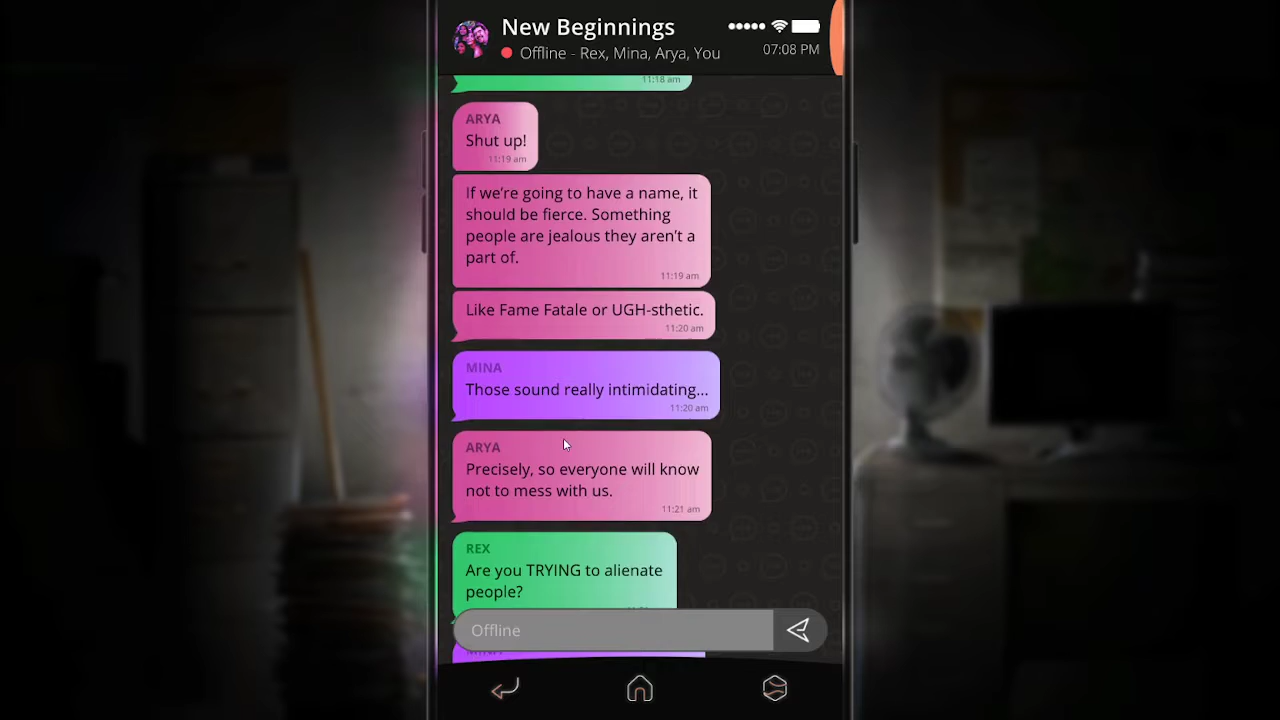 New Beginnings
Offline - Rex, Mina, Arya, You
07:08 PM
11:18 am
ARYA
Shut up!
11:19 am
If we're going to have a name, it
should be fierce. Something
people are jealous they aren't a
part of.
11:19 am
Like Fame Fatale or UGH-sthetic.
11:20 am
MINA
Those sound really intimidating...
11:20 am
ARYA
Precisely, so everyone will know
not to mess with us.
11:21 am
REX
Are you TRYING to alienate
people?
Offline